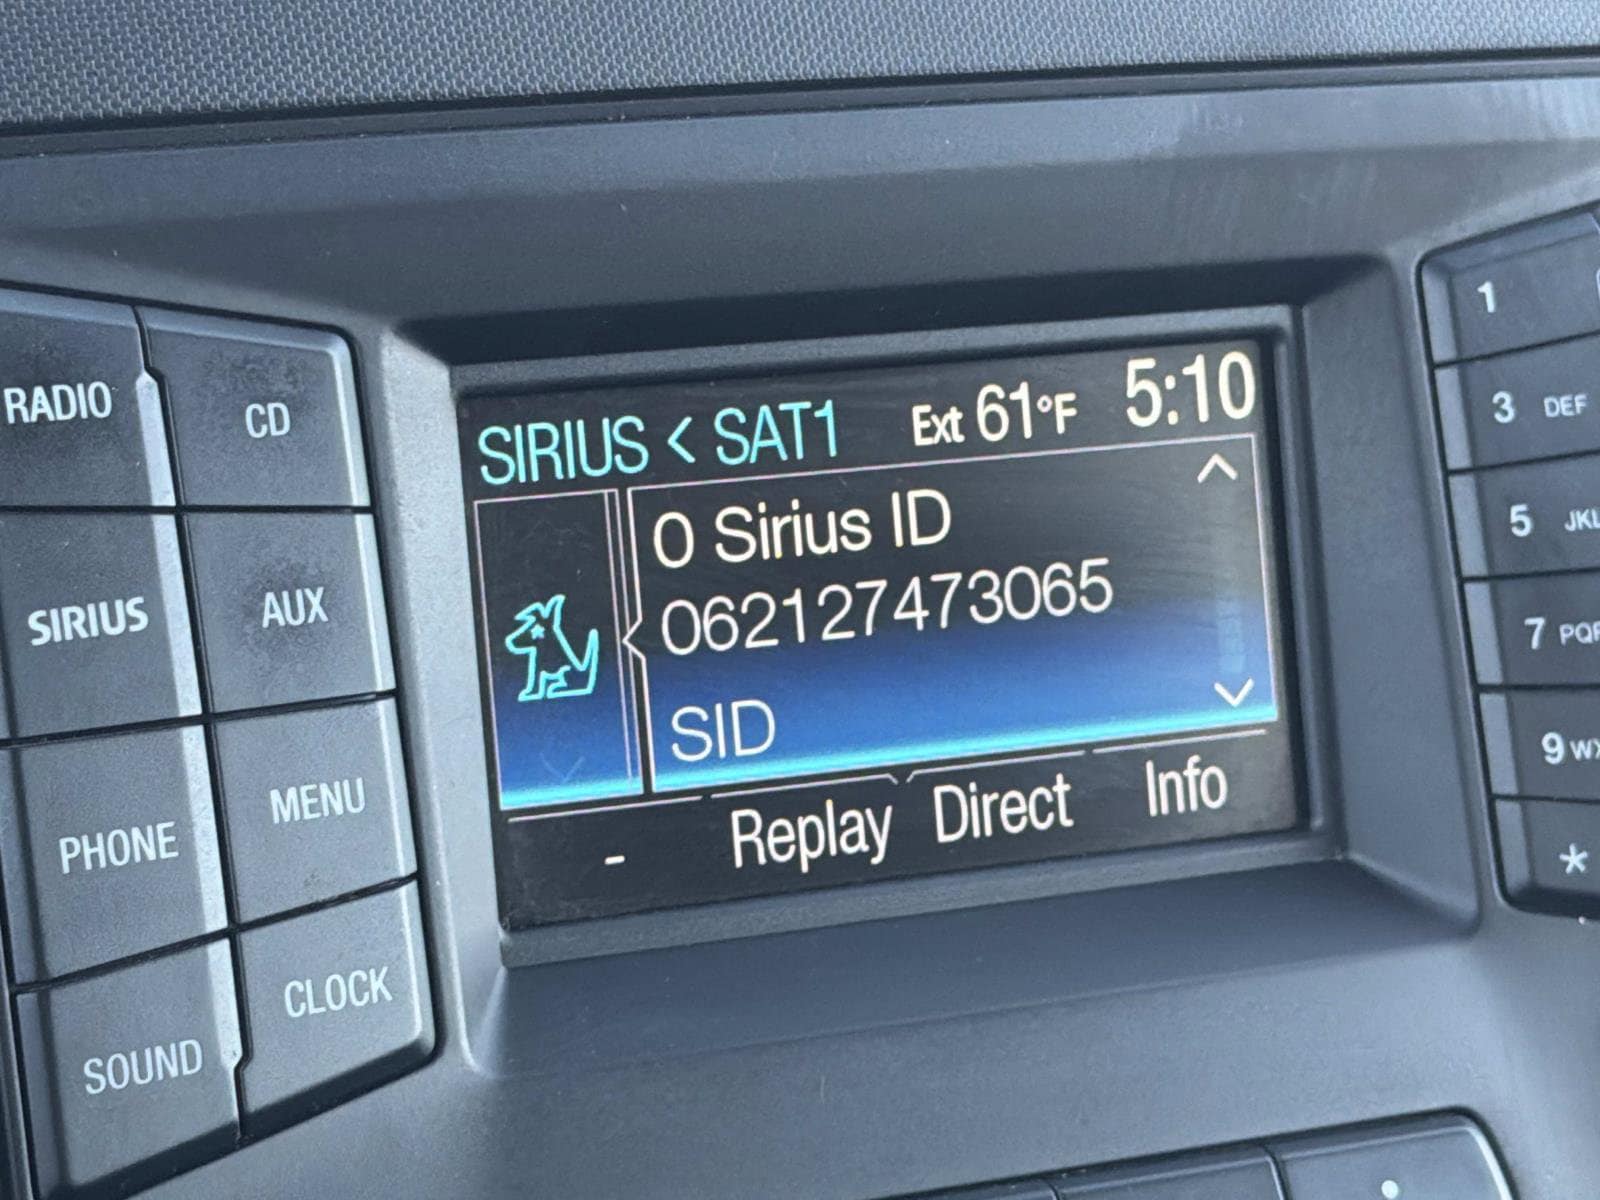 SIRIUS < SAT1 Ext 61°F 5:10
0 Sirius ID
062127473065
SID
- Replay Direct Info
RADIO
CD
SIRIUS
AUX
PHONE
MENU
SOUND
CLOCK
1
3 DEF
5 JKL
7
9
*